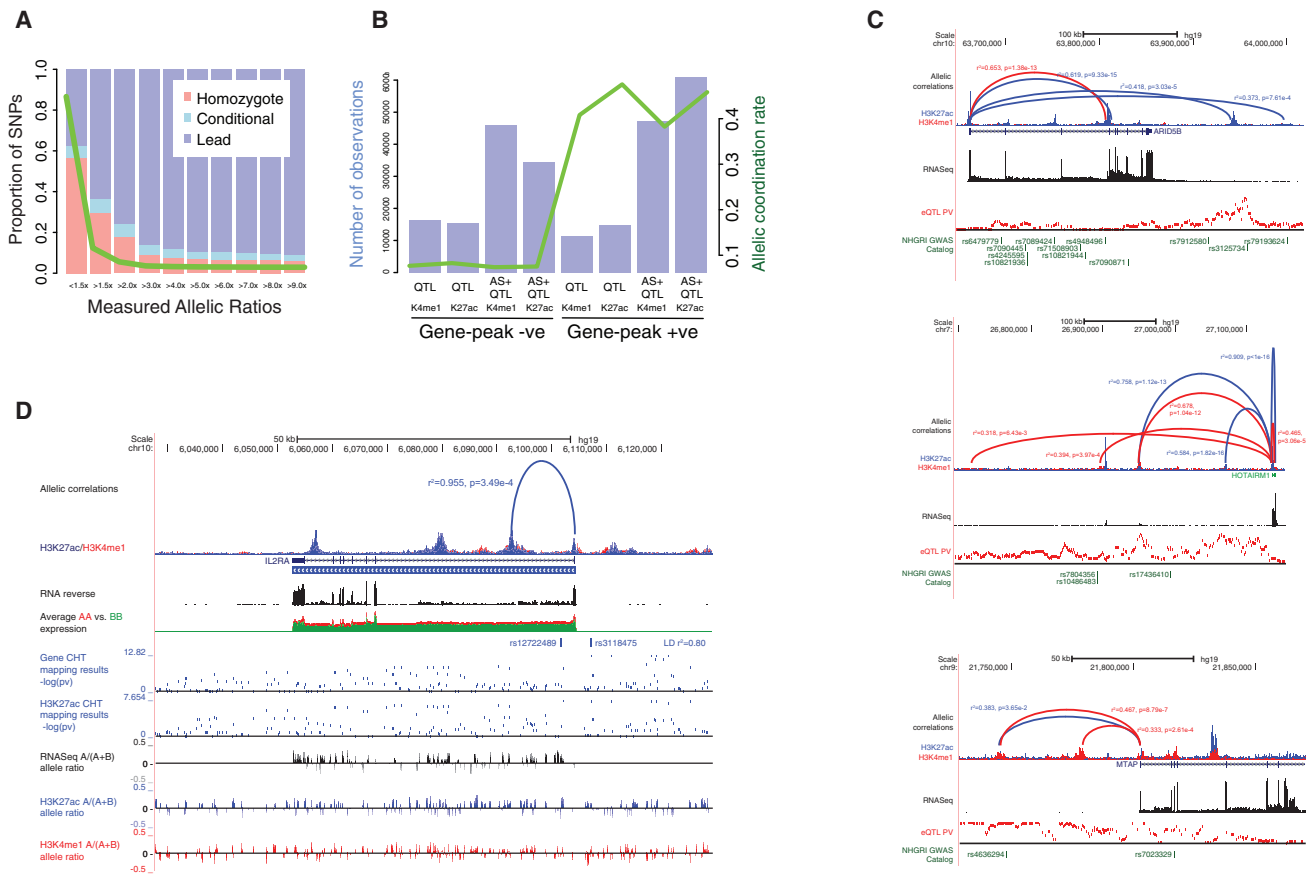 A
Proportion of SNPs
1.0
0.8
0.6
0.4
0.2
0.0
Homozygote
Conditional
Lead
<1.5x >1.5x >2.0x >3.0x >4.0x >5.0x >6.0x >7.0x >8.0x >9.0x
Measured Allelic Ratios
B
Number of observations
0 10000 20000 30000 40000 50000 6000
Allelic coordination rate
0.4
0.3
0.2
0.1
QTL QTL AS+ QTL AS+ QTL QTL QTL AS+ QTL AS+ QTL
K4me1 K27ac K4me1 K27ac K4me1 K27ac K4me1 K27ac
Gene-peak -ve Gene-peak +ve
C
Scale 100 kb hg19
chr10: 63,700,000 63,800,000 63,900,000 64,000,000
Allelic correlations
r²=0.653, p=1.38e-13
r²=0.619, p=9.33e-15
r²=0.418, p=3.03e-5
r²=0.373, p=7.61e-4
H3K27ac
H3K4me1
ARID5B
RNASeq
eQTL PV
NHGRI GWAS Catalog
rs6479779 rs7089424 rs4948496 rs7912580 rs79193624
rs7090445 rs71508903 rs3125734
rs4245595 rs10821944
rs10821936 rs7090871
Scale 100 kb hg19
chr7: 26,800,000 26,900,000 27,000,000 27,100,000
r²=0.909, p<1e-16
r²=0.758, p=1.12e-13
r²=0.678, p=1.04e-12
Allelic correlations
r²=0.318, p=6.43e-3
r²=0.394, p=3.97e-4
r²=0.584, p=1.82e-16
r²=0.465, p=3.06e-5
H3K27ac
H3K4me1
HOTAIRM1
RNASeq
eQTL PV
NHGRI GWAS Catalog
rs7804356 rs17436410
rs10486483
Scale 50 kb hg19
chr9: 21,750,000 21,800,000 21,850,000
r²=0.383, p=3.65e-2
r²=0.467, p=8.79e-7
r²=0.333, p=2.61e-4
Allelic correlations
H3K27ac
H3K4me1
MTAP
RNASeq
eQTL PV
NHGRI GWAS Catalog
rs4636294 rs7023329
D
Scale 50 kb hg19
chr10: 6,040,000 6,050,000 6,060,000 6,070,000 6,080,000 6,090,000 6,100,000 6,110,000 6,120,000
Allelic correlations
r²=0.955, p=3.49e-4
H3K27ac/H3K4me1
IL2RA
RNA reverse
Average AA vs. BB
expression
rs12722489 rs3118475 LD r²=0.80
Gene CHT 12.82
mapping results
-log(pv) 0
H3K27ac CHT 7.654
mapping results
-log(pv) 0
RNASeq A/(A+B) 0.5
allele ratio 0
-0.5
H3K27ac A/(A+B) 0.5
allele ratio 0
-0.5
H3K4me1 A/(A+B) 0.5
allele ratio 0
-0.5